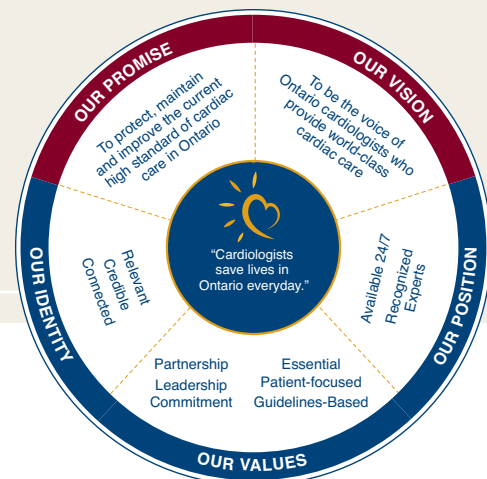 OUR PROMISE
To protect, maintain
and improve the current
high standard of cardiac
care in Ontario
OUR VISION
To be the voice of
Ontario cardiologists who
provide world-class
cardiac care
OUR IDENTITY
Relevant
Credible
Connected
“Cardiologists
save lives in
Ontario everyday.”
OUR POSITION
Available 24/7
Recognized
Experts
Partnership
Leadership
Commitment
Essential
Patient-focused
Guidelines-Based
OUR VALUES